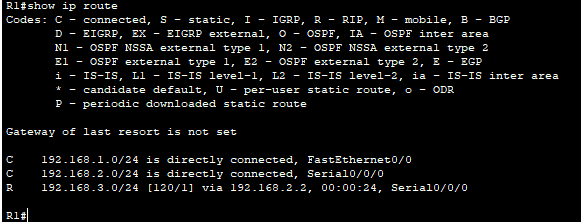 R1#show ip route
Codes: C - connected, S - static, I - IGRP, R - RIP, M - mobile, B - BGP
       D - EIGRP, EX - EIGRP external, O - OSPF, IA - OSPF inter area
       N1 - OSPF NSSA external type 1, N2 - OSPF NSSA external type 2
       E1 - OSPF external type 1, E2 - OSPF external type 2, E - EGP
       i - IS-IS, L1 - IS-IS level-1, L2 - IS-IS level-2, ia - IS-IS inter area
       * - candidate default, U - per-user static route, o - ODR
       P - periodic downloaded static route
Gateway of last resort is not set
C    192.168.1.0/24 is directly connected, FastEthernet0/0
C    192.168.2.0/24 is directly connected, Serial0/0/0
R    192.168.3.0/24 [120/1] via 192.168.2.2, 00:00:24, Serial0/0/0
R1#